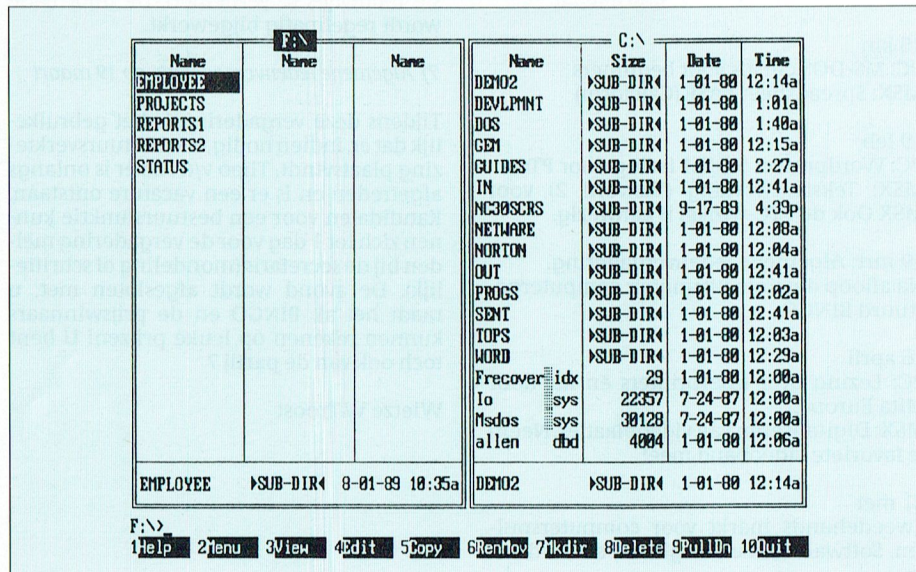 F:\
Name Name Name
EMPLOYEE
PROJECTS
REPORTS1
REPORTS2
STATUS
EMPLOYEE ►SUB-DIR◄ 8-01-89 10:35a
C:\
Name Size Date Time
DEMO2 ►SUB-DIR◄ 1-01-80 12:14a
DEVLPMNT ►SUB-DIR◄ 1-01-80 1:01a
DOS ►SUB-DIR◄ 1-01-80 1:40a
GEM ►SUB-DIR◄ 1-01-80 12:15a
GUIDES ►SUB-DIR◄ 1-01-80 2:27a
IN ►SUB-DIR◄ 1-01-80 12:41a
NCUSERS ►SUB-DIR◄ 9-17-89 4:39p
NETWARE ►SUB-DIR◄ 1-01-80 12:08a
NORTON ►SUB-DIR◄ 1-01-80 12:04a
OUT ►SUB-DIR◄ 1-01-80 12:41a
PROGS ►SUB-DIR◄ 1-01-80 12:02a
SENT ►SUB-DIR◄ 1-01-80 12:41a
TOPS ►SUB-DIR◄ 1-01-80 12:03a
WORD ►SUB-DIR◄ 1-01-80 12:29a
Frecover idx 29 1-01-80 12:00a
Io sys 22357 7-24-87 12:00a
Msdos sys 30128 7-24-87 12:00a
allen dbd 4004 1-01-80 12:06a
DEMO2 ►SUB-DIR◄ 1-01-80 12:14a
F:\>
1Help 2Menu 3View 4Edit 5Copy 6RenMov 7Mkdir 8Delete 9PullDn 10Quit